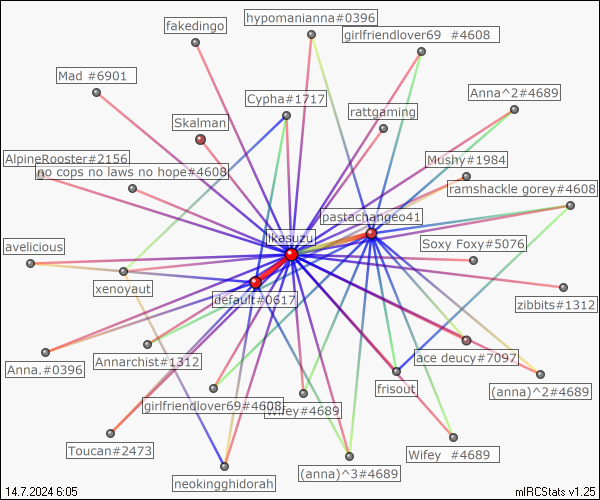 hypomanianna#0396
fakedingo
girlfriendlover69 #4608
Mad #6901
Anna^2#4689
Cypha#1717
rattgaming
Skalman
AlpineRooster#2156
Mushy#1984
no cops no laws no hope#4608
ramshackle gorey#4608
pastachangeo41
likasuzu
avelicious
Soxy Foxy#5076
xenoyaut
default#0617
zibbits#1312
Anna.#0396
Annarchist#1312
ace deucy#7097
frisout
(anna)^2#4689
girlfriendlover69#4608
Wifey#4689
Toucan#2473
Wifey #4689
neokingghidorah
(anna)^3#4689
14.7.2024 6:05
mIRCStats v1.25